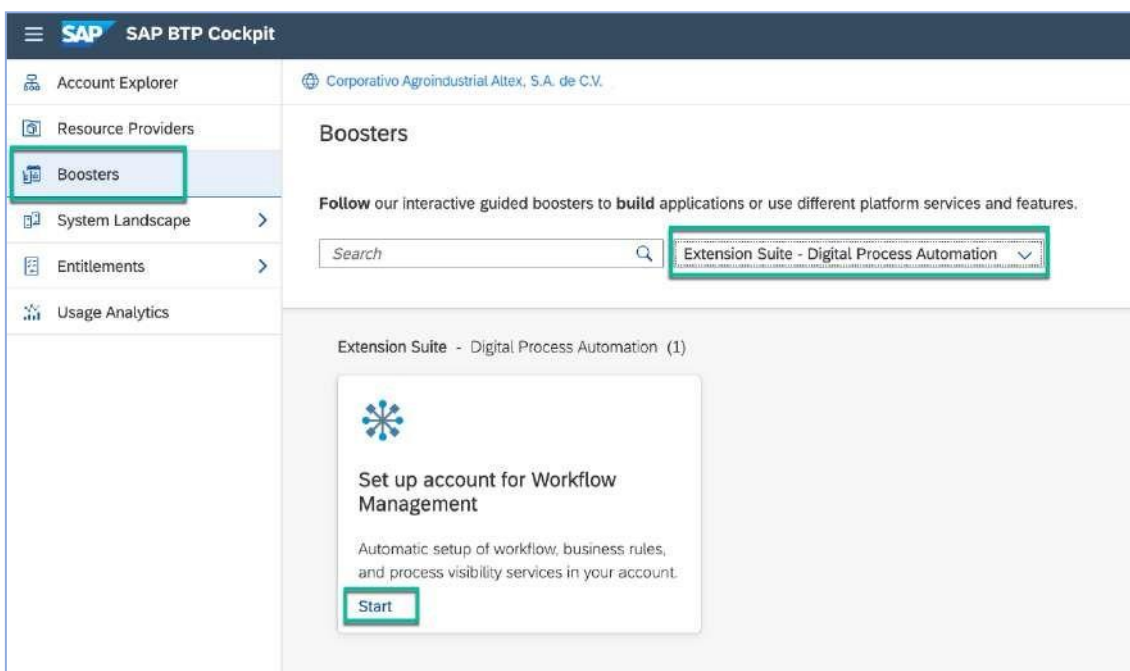 SAP SAP BTP Cockpit
Account Explorer
Resource Providers
Boosters
System Landscape
Entitlements
Usage Analytics
Corporativo Agroindustrial Altex, S.A. de C.V.
Boosters
Follow our interactive guided boosters to build applications or use different platform services and features.
Search
Extension Suite - Digital Process Automation
Extension Suite - Digital Process Automation (1)
Set up account for Workflow
Management
Automatic setup of workflow, business rules,
and process visibility services in your account.
Start